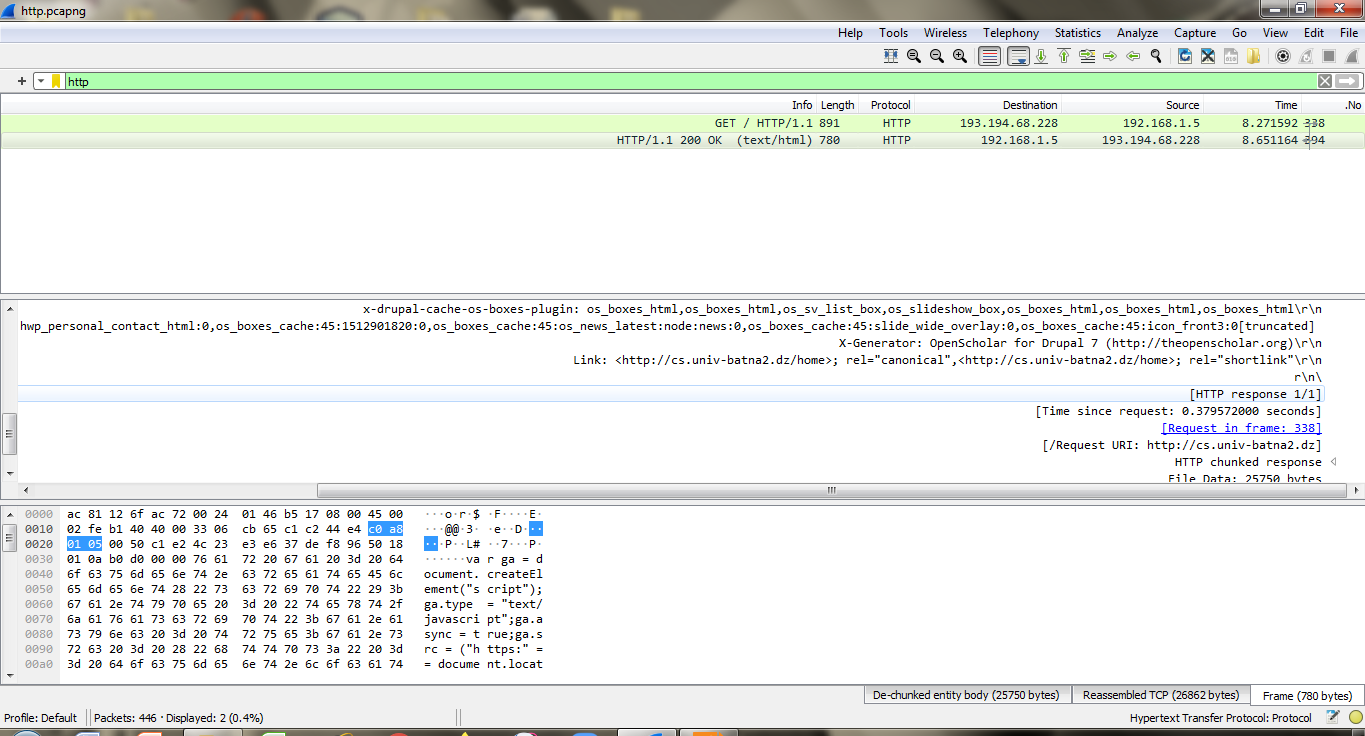 http.pcapng
Help Tools Wireless Telephony Statistics Analyze Capture Go View Edit File
+ http
Info Length Protocol Destination Source Time .No
GET / HTTP/1.1 891 HTTP 193.194.68.228 192.168.1.5 8.271592 338
HTTP/1.1 200 OK (text/html) 780 HTTP 192.168.1.5 193.194.68.228 8.651164 394
x-drupal-cache-os-boxes-plugin: os_boxes_html,os_boxes_html,os_sv_list_box,os_slideshow_box,os_boxes_html,os_boxes_html,os_boxes_html\r\n
hwp_personal_contact_html:0,os_boxes_cache:45:1512901820:0,os_boxes_cache:45:os_news_latest:node:news:0,os_boxes_cache:45:slide_wide_overlay:0,os_boxes_cache:45:icon_front3:0[truncated]
X-Generator: OpenScholar for Drupal 7 (http://theopenscholar.org)\r\n
Link: <http://cs.univ-batna2.dz/home>; rel="canonical",<http://cs.univ-batna2.dz/home>; rel="shortlink"\r\n
r\n\
[HTTP response 1/1]
[Time since request: 0.379572000 seconds]
[Request in frame: 338]
[/Request URI: http://cs.univ-batna2.dz]
HTTP chunked response
File Data: 25750 bytes
0000 ac 81 12 6f ac 72 00 24 01 46 b5 17 08 00 45 00 ···o·r·$ ·F····E·
0010 02 fe b1 40 40 00 33 06 cb 65 c1 c2 44 e4 c0 a8 ···@@·3· ·e··D···
0020 01 05 00 50 c1 e2 4c 23 e3 e6 37 de f8 96 50 18 ···P··L# ··7···P·
0030 01 0a b0 d0 00 00 76 61 72 20 67 61 20 3d 20 64 ······va r ga = d
0040 6f 63 75 6d 65 6e 74 2e 63 72 65 61 74 65 45 6c ocument. createEl
0050 65 6d 65 6e 74 28 22 73 63 72 69 70 74 22 29 3b ement("s cript");
0060 67 61 2e 74 79 70 65 20 3d 20 22 74 65 78 74 2f ga.type = "text/
0070 6a 61 76 61 73 63 72 69 70 74 22 3b 67 61 2e 61 javascri pt";ga.a
0080 73 79 6e 63 20 3d 20 74 72 75 65 3b 67 61 2e 73 sync = t rue;ga.s
0090 72 63 20 3d 20 28 22 68 74 74 70 73 3a 22 20 3d rc = ("h ttps:" =
00a0 3d 20 64 6f 63 75 6d 65 6e 74 2e 6c 6f 63 61 74 = docume nt.locat
De-chunked entity body (25750 bytes) Reassembled TCP (26862 bytes) Frame (780 bytes)
Profile: Default Packets: 446 · Displayed: 2 (0.4%) Hypertext Transfer Protocol: Protocol